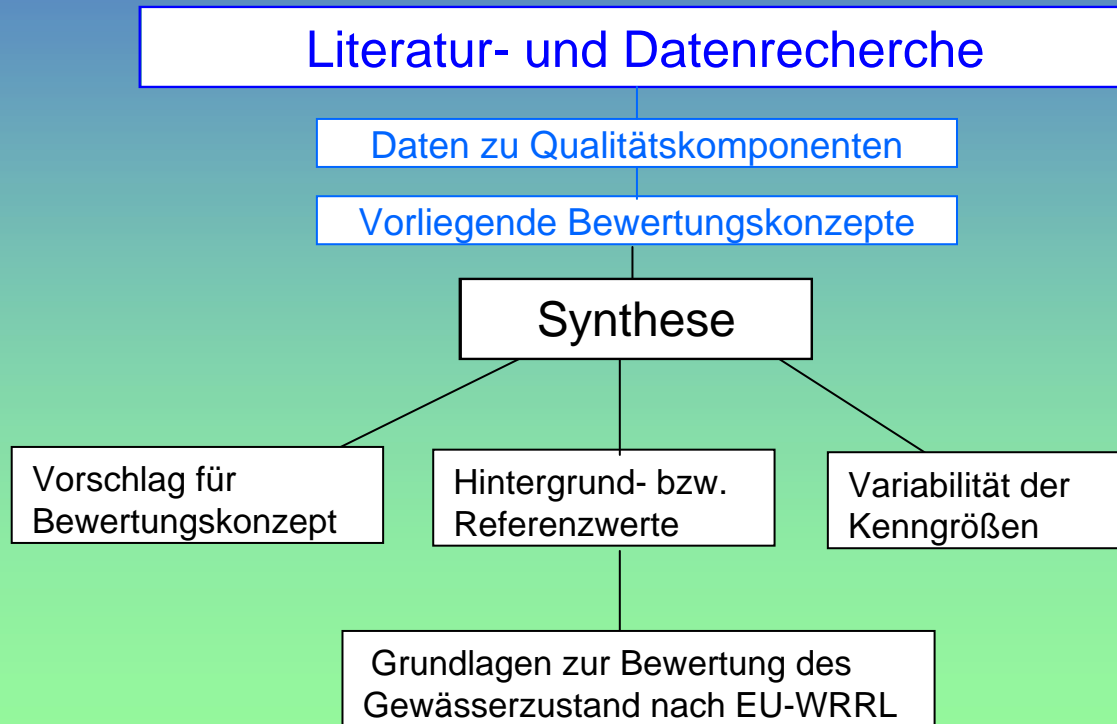 Literatur- und Datenrecherche
Daten zu Qualitätskomponenten
Vorliegende Bewertungskonzepte
Synthese
Vorschlag für
Bewertungskonzept
Hintergrund- bzw.
Referenzwerte
Variabilität der
Kenngrößen
Grundlagen zur Bewertung des
Gewässerzustand nach EU-WRRL